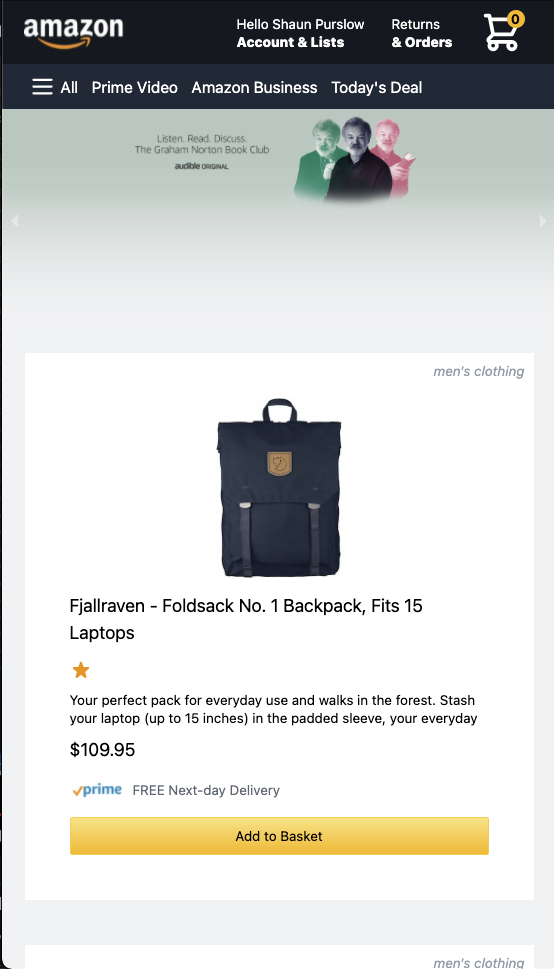 amazon
Hello Shaun Purslow
Account & Lists
Returns
& Orders
0
All Prime Video Amazon Business Today's Deal
Listen. Read. Discuss.
The Graham Norton Book Club
audible ORIGINAL
men's clothing
Fjallraven - Foldsack No. 1 Backpack, Fits 15
Laptops
Your perfect pack for everyday use and walks in the forest. Stash
your laptop (up to 15 inches) in the padded sleeve, your everyday
$109.95
prime FREE Next-day Delivery
Add to Basket
men's clothing